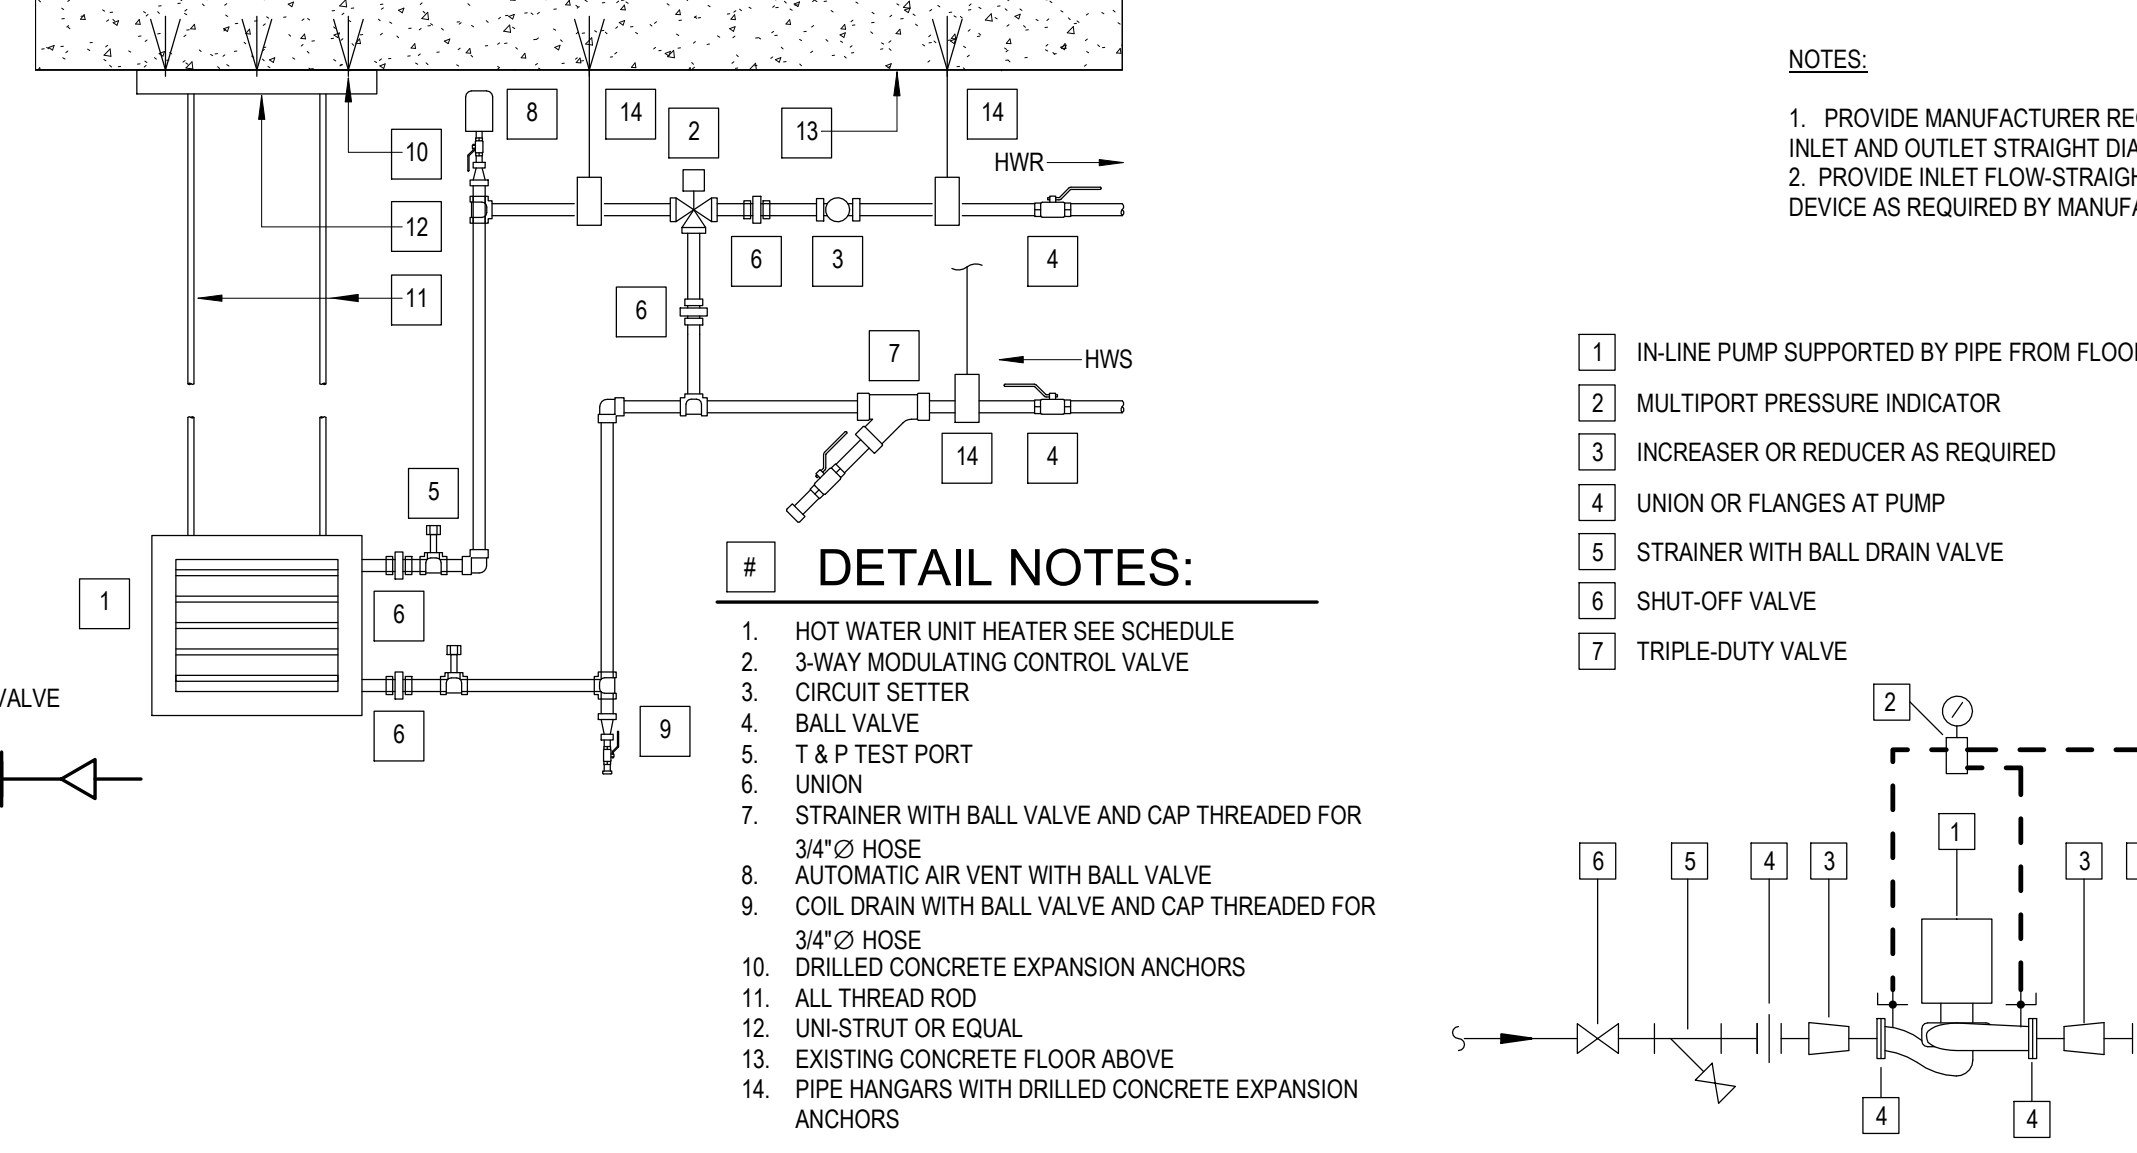 8
14
2
13
14
10
HWR
12
6
3
4
11
6
7
HWS
5
14
4
1
6
6
9
VALVE
# DETAIL NOTES:
1. HOT WATER UNIT HEATER SEE SCHEDULE
2. 3-WAY MODULATING CONTROL VALVE
3. CIRCUIT SETTER
4. BALL VALVE
5. T & P TEST PORT
6. UNION
7. STRAINER WITH BALL VALVE AND CAP THREADED FOR
3/4"∅ HOSE
8. AUTOMATIC AIR VENT WITH BALL VALVE
9. COIL DRAIN WITH BALL VALVE AND CAP THREADED FOR
3/4"∅ HOSE
10. DRILLED CONCRETE EXPANSION ANCHORS
11. ALL THREAD ROD
12. UNI-STRUT OR EQUAL
13. EXISTING CONCRETE FLOOR ABOVE
14. PIPE HANGARS WITH DRILLED CONCRETE EXPANSION
ANCHORS
NOTES:
1. PROVIDE MANUFACTURER
INLET AND OUTLET STRAIGHT
2. PROVIDE INLET
DEVICE AS REQUIRED BY
1 IN-LINE PUMP SUPPORTED BY PIPE FROM
2 MULTIPORT PRESSURE INDICATOR
3 INCREASER OR REDUCER AS REQUIRED
4 UNION OR FLANGES AT PUMP
5 STRAINER WITH BALL DRAIN VALVE
6 SHUT-OFF VALVE
7 TRIPLE-DUTY VALVE
2
1
6
5
4
3
3
4
4